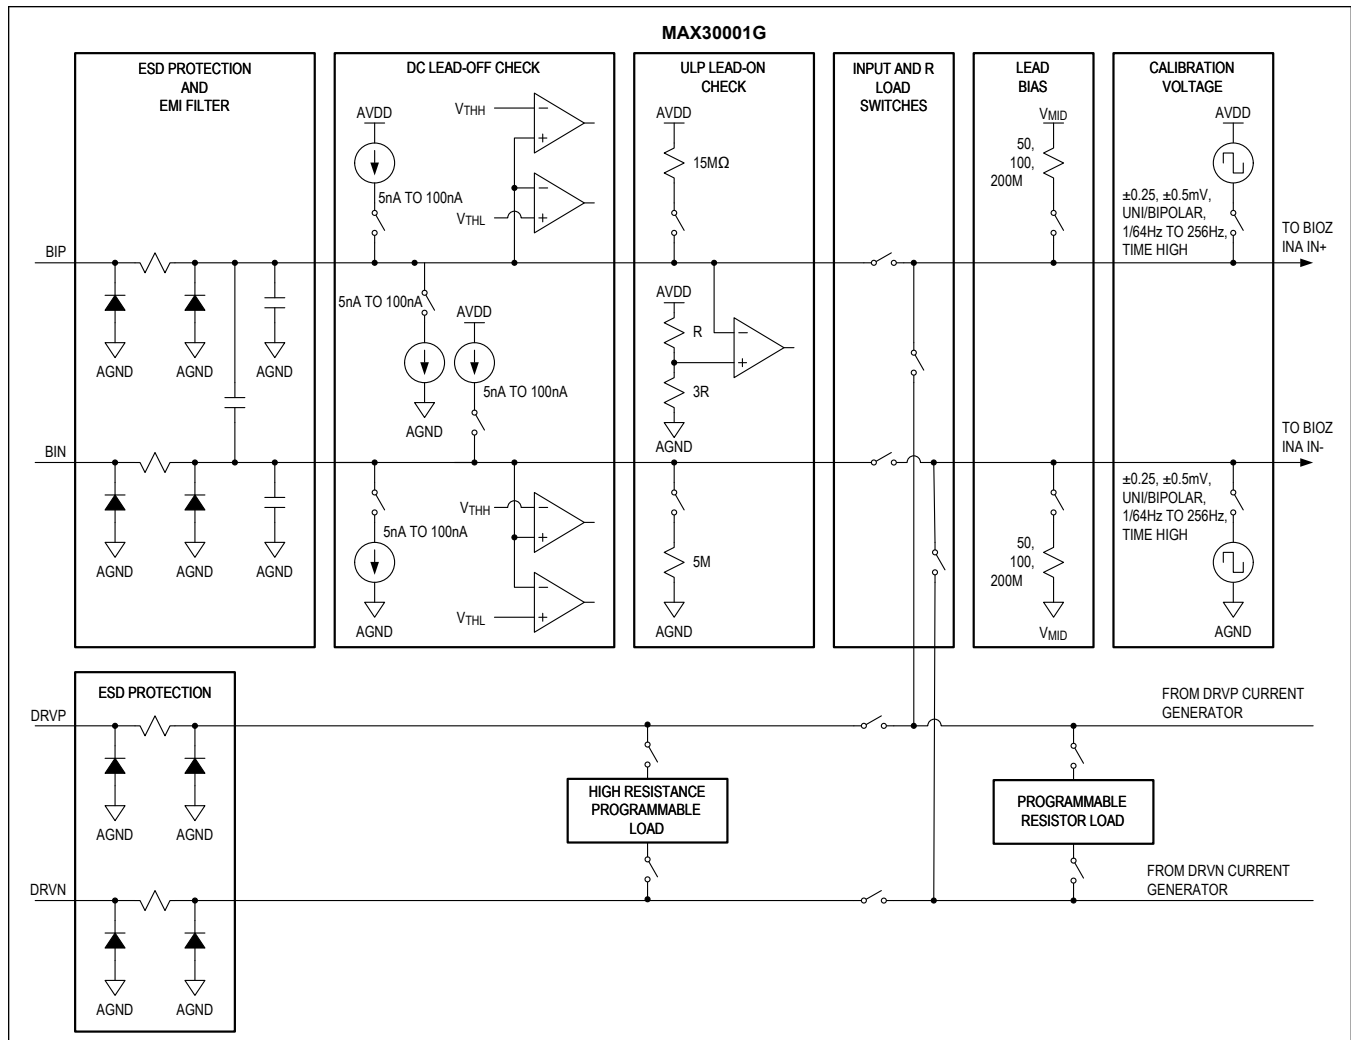 MAX30001G
ESD PROTECTION
AND
EMI FILTER
DC LEAD-OFF CHECK
ULP LEAD-ON
CHECK
INPUT AND R
LOAD
SWITCHES
LEAD
BIAS
CALIBRATION
VOLTAGE
AVDD
5nA TO 100nA
VTHH
VTHL
AVDD
15MΩ
VMID
50,
100,
200M
AVDD
±0.25, ±0.5mV,
UNI/BIPOLAR,
1/64Hz TO 256Hz,
TIME HIGH
TO BIOZ
INA IN+
BIP
AGND
AGND
AGND
5nA TO 100nA
AGND
AVDD
5nA TO 100nA
AVDD
R
3R
AGND
BIN
TO BIOZ
INA IN-
AGND
AGND
AGND
5nA TO 100nA
AGND
VTHH
VTHL
5M
AGND
50,
100,
200M
VMID
±0.25, ±0.5mV,
UNI/BIPOLAR,
1/64Hz TO 256Hz,
TIME HIGH
AGND
ESD PROTECTION
DRVP
AGND
AGND
FROM DRVP CURRENT
GENERATOR
HIGH RESISTANCE
PROGRAMMABLE
LOAD
PROGRAMMABLE
RESISTOR LOAD
DRVN
AGND
AGND
FROM DRVN CURRENT
GENERATOR